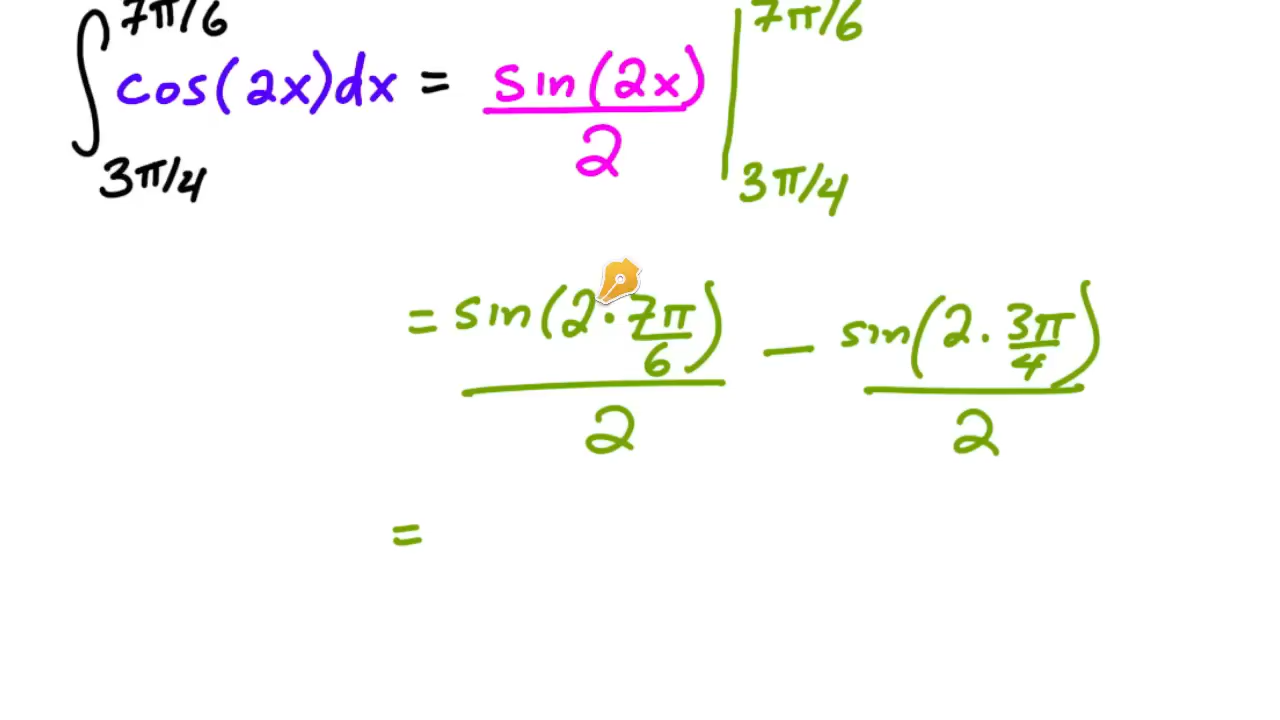 ∫_{3π/4}^{7π/6} cos(2x)dx = sin(2x)/2 |_{3π/4}^{7π/6}
= sin(2·7π/6)/2 − sin(2·3π/4)/2
=